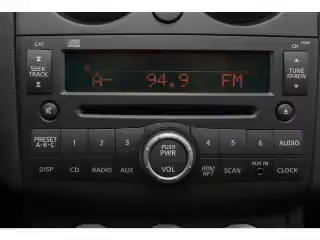 CAT
CH
SEEK
TRACK
A- 94.9 FM
TUNE
FF/REW
PRESET
A·B·C
1
2
3
PUSH
PWR
VOL
4
5
6
AUDIO
DISP
CD
RADIO
AUX
RDM
RPT
SCAN
AUX IN
CLOCK